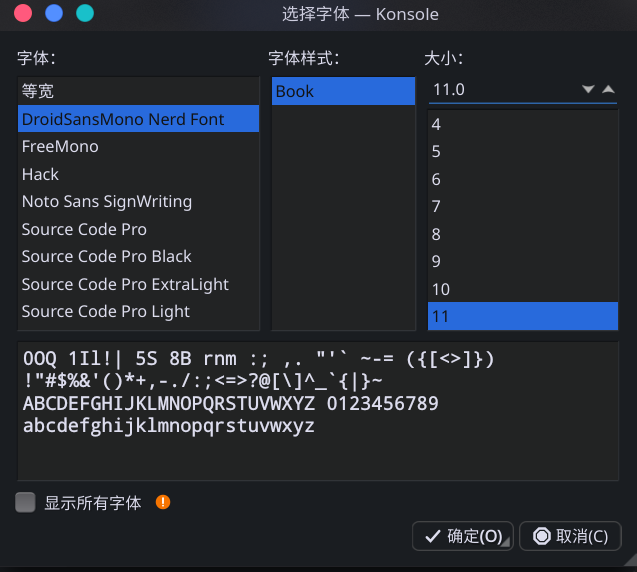 选择字体 — Konsole
字体: 字体样式: 大小:
等宽
DroidSansMono Nerd Font
FreeMono
Hack
Noto Sans SignWriting
Source Code Pro
Source Code Pro Black
Source Code Pro ExtraLight
Source Code Pro Light
Book
11.0
4
5
6
7
8
9
10
11
0OQ 1Il!| 5S 8B rnm :; ,. "'` ~-= ({[<>]})
!"#$%&'()*+,-./:;<=>?@[\]^_`{|}~
ABCDEFGHIJKLMNOPQRSTUVWXYZ 0123456789
abcdefghijklmnopqrstuvwxyz
显示所有字体
确定(O) 取消(C)